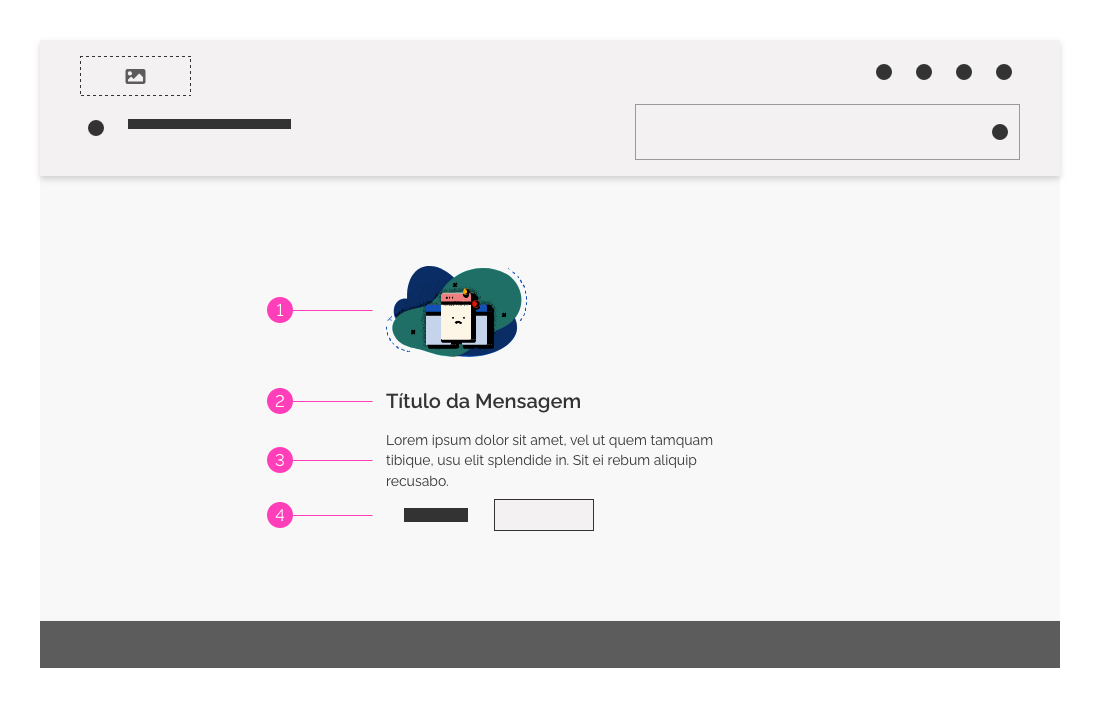 1
2
Título da Mensagem
3
Lorem ipsum dolor sit amet, vel ut quem tamquam
tibique, usu elit splendide in. Sit ei rebum aliquip
recusabo.
4